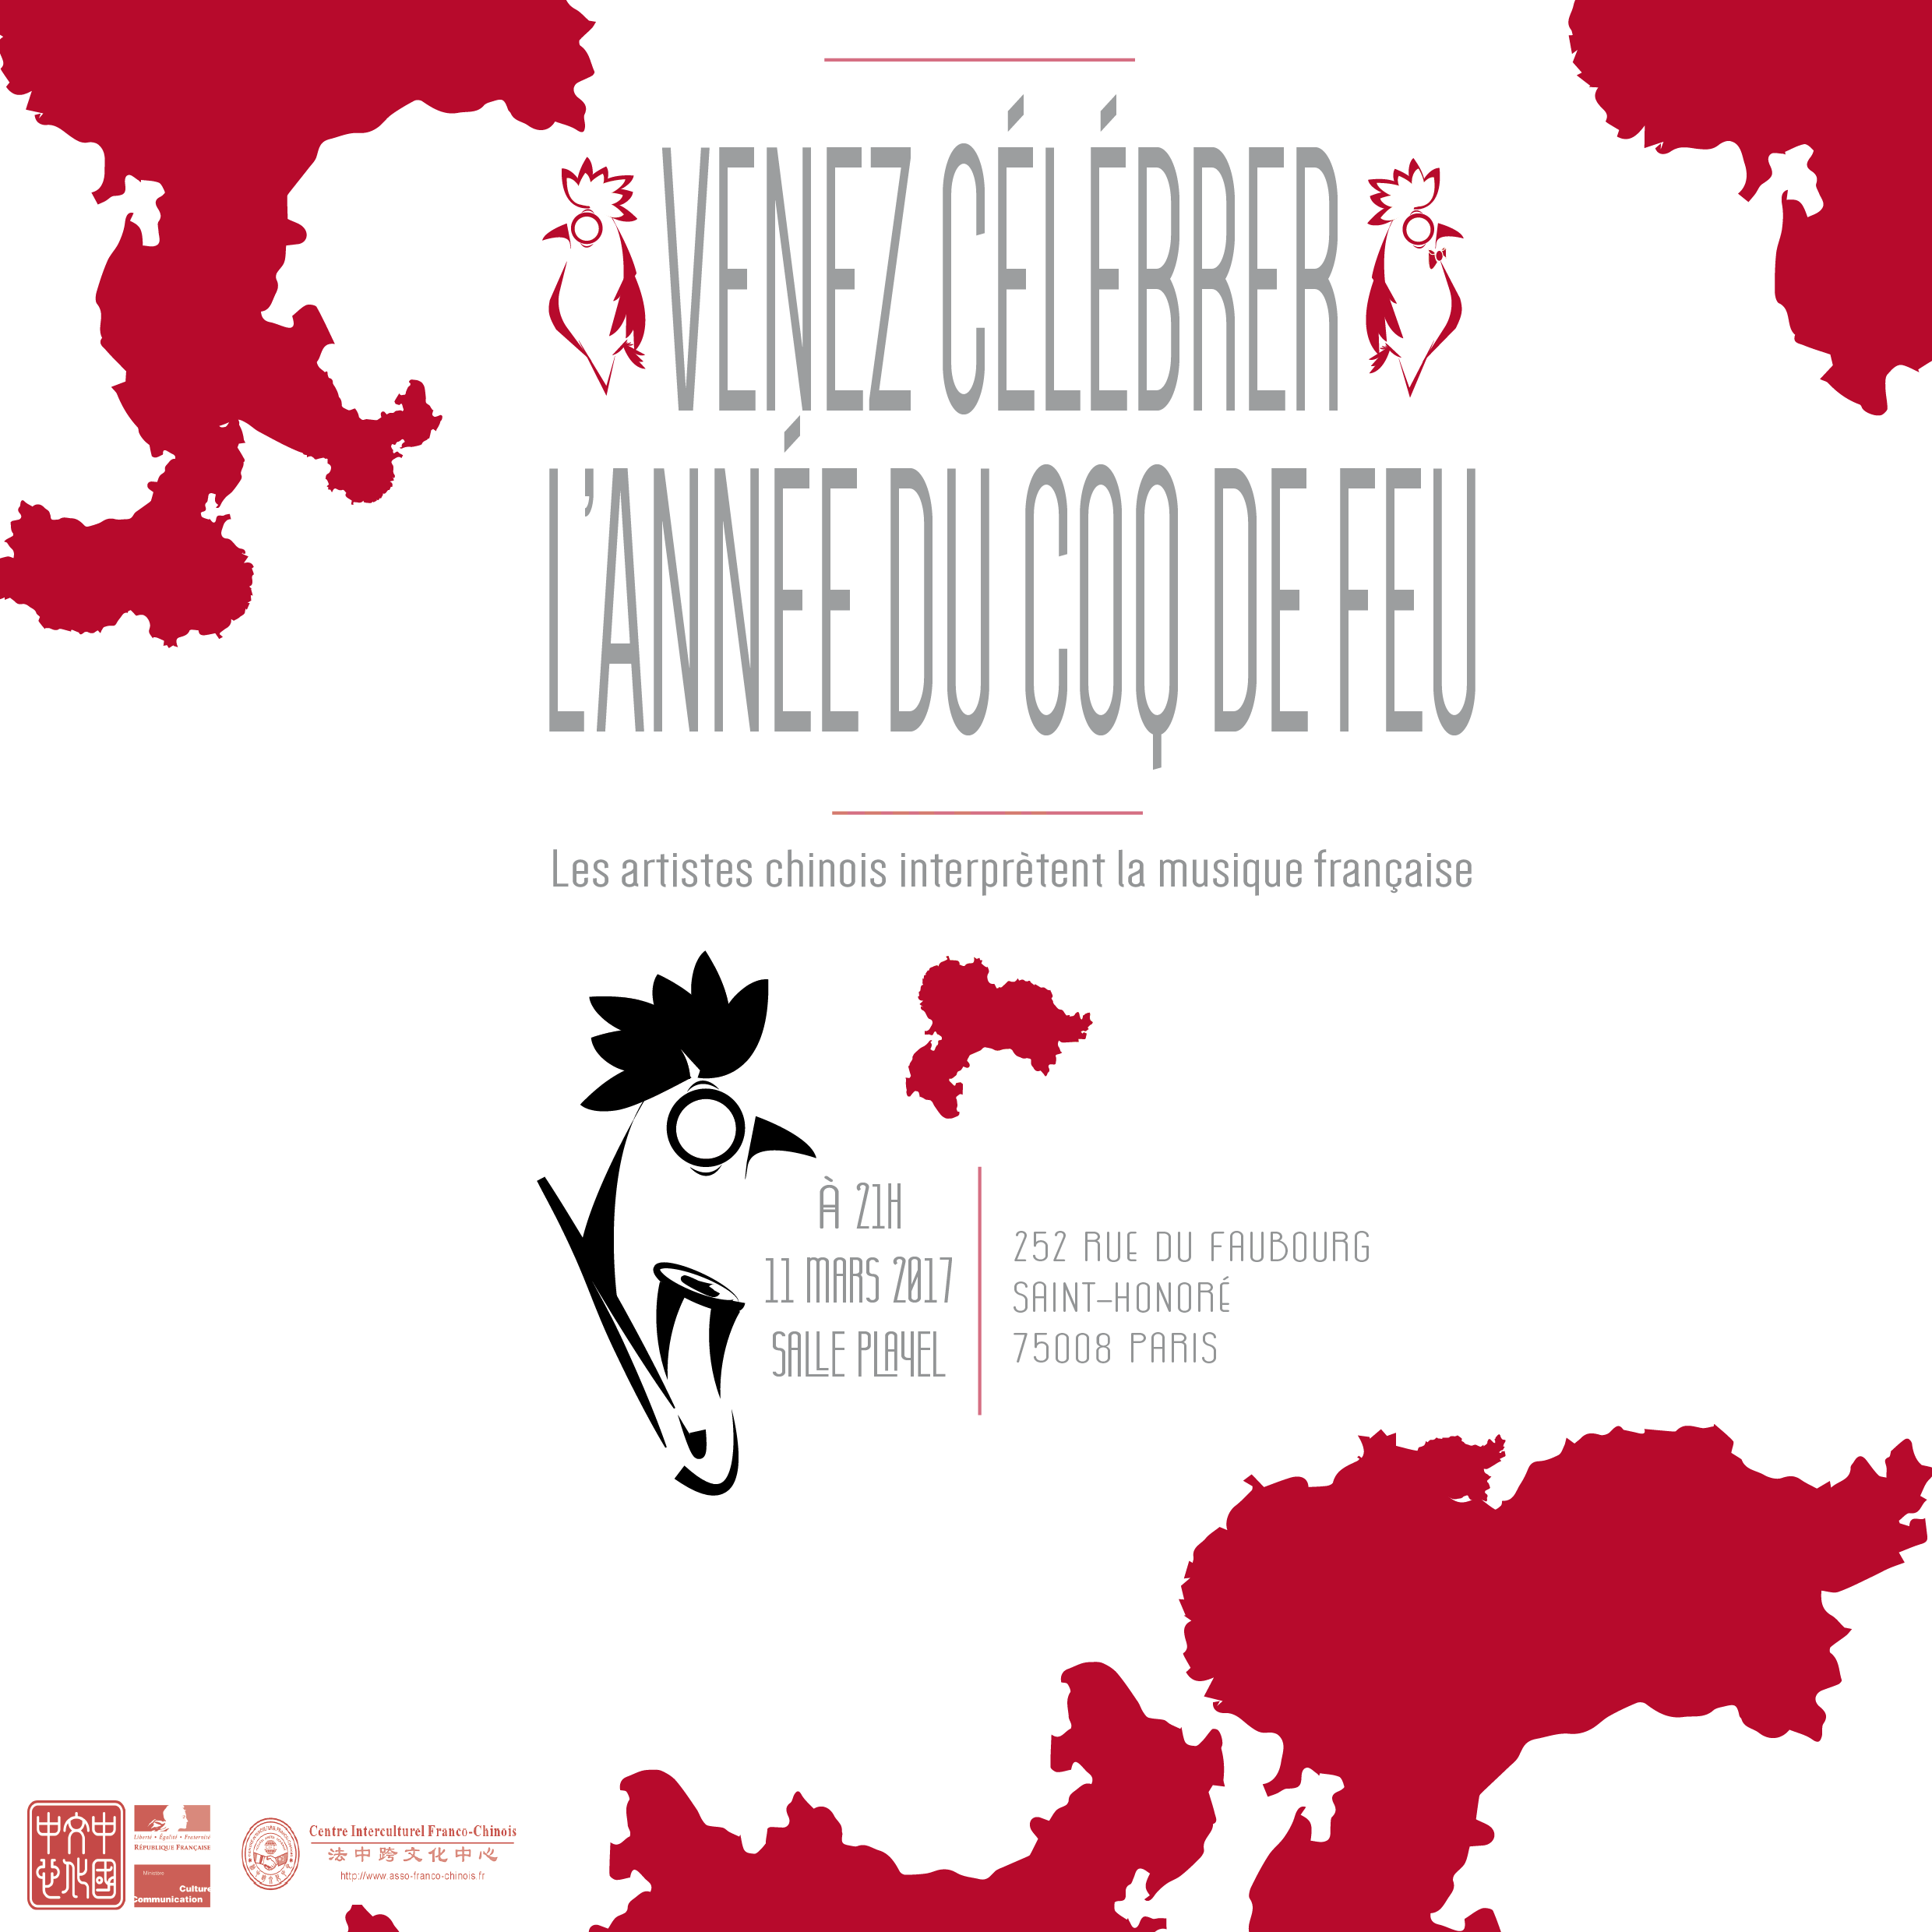 VENEZ CÉLÉBRER
L'ANNÉE DU COQ DE FEU
Les artistes chinois interprètent la musique française
À 21H
11 MARS 2017
SALLE PLAYEL
252 RUE DU FAUBOURG
SAINT-HONORÉ
75008 PARIS
Liberté • Égalité • Fraternité
RÉPUBLIQUE FRANÇAISE
Ministère
Culture
Communication
Centre Interculturel Franco-Chinois
法中跨文化中心
http://www.asso-franco-chinois.fr